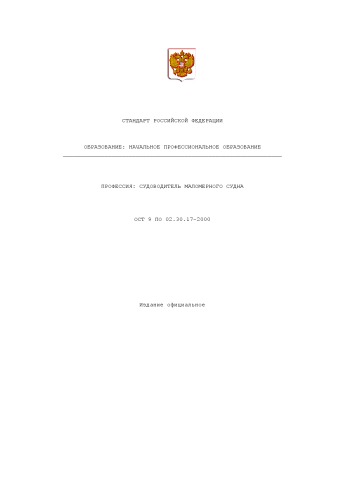 СТАНДАРТ РОССИЙСКОЙ ФЕДЕРАЦИИ
ОБРАЗОВАНИЕ: НАЧАЛЬНОЕ ПРОФЕССИОНАЛЬНОЕ ОБРАЗОВАНИЕ
ПРОФЕССИЯ: СУДОВОДИТЕЛЬ МАЛОМЕРНОГО СУДНА
ОСТ 9 ПО 02.30.17-2000
Издание официальное